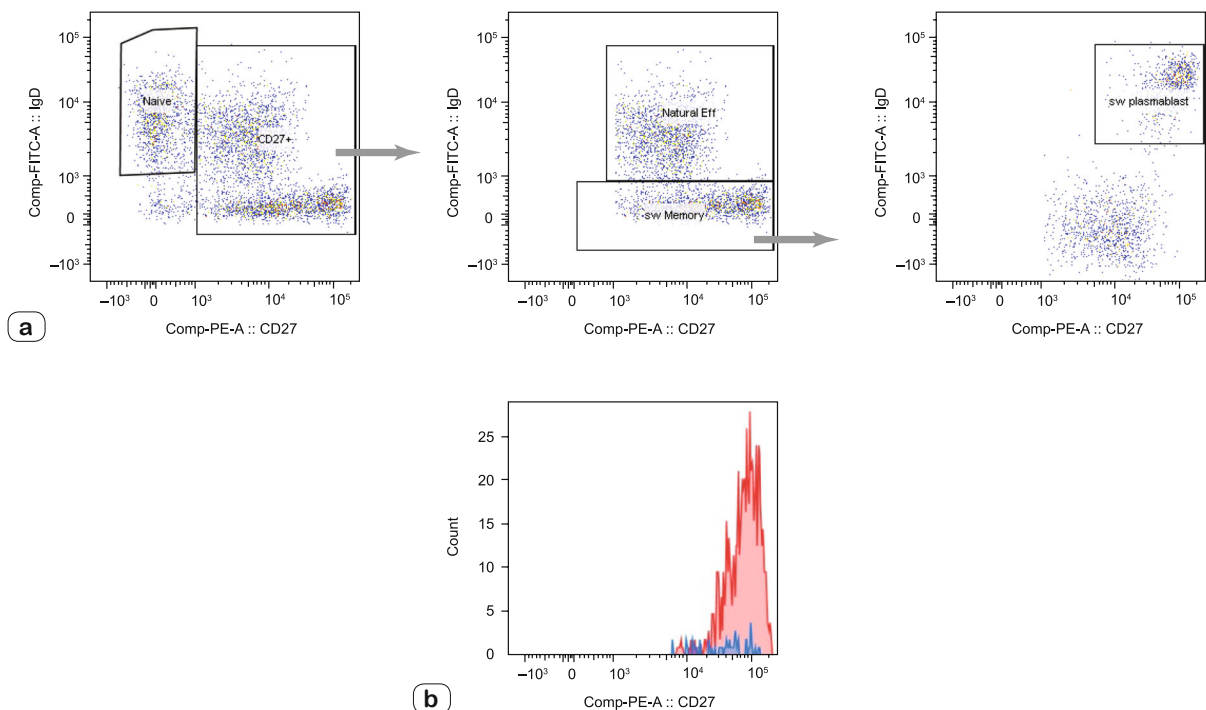 10⁵
10⁴
10³
0
–10³
Comp-FITC-A :: IgD
Naive
CD27+
–10³ 0 10³ 10⁴ 10⁵
Comp-PE-A :: CD27
a
10⁵
10⁴
10³
0
–10³
Comp-FITC-A :: IgD
Natural Eff
sw Memory
–10³ 0 10³ 10⁴ 10⁵
Comp-PE-A :: CD27
10⁵
10⁴
10³
0
–10³
Comp-FITC-A :: IgD
sw plasmablast
–10³ 0 10³ 10⁴ 10⁵
Comp-PE-A :: CD27
25
20
15
10
5
0
Count
–10³ 0 10³ 10⁴ 10⁵
Comp-PE-A :: CD27
b